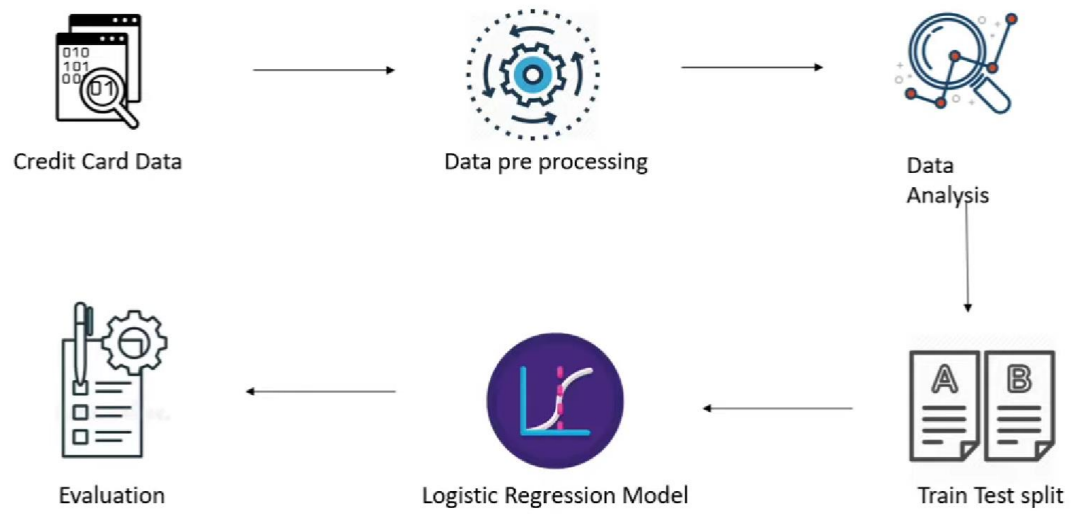 010
101
00
01
Credit Card Data
Data pre processing
Data
Analysis
A
B
Evaluation
Logistic Regression Model
Train Test split